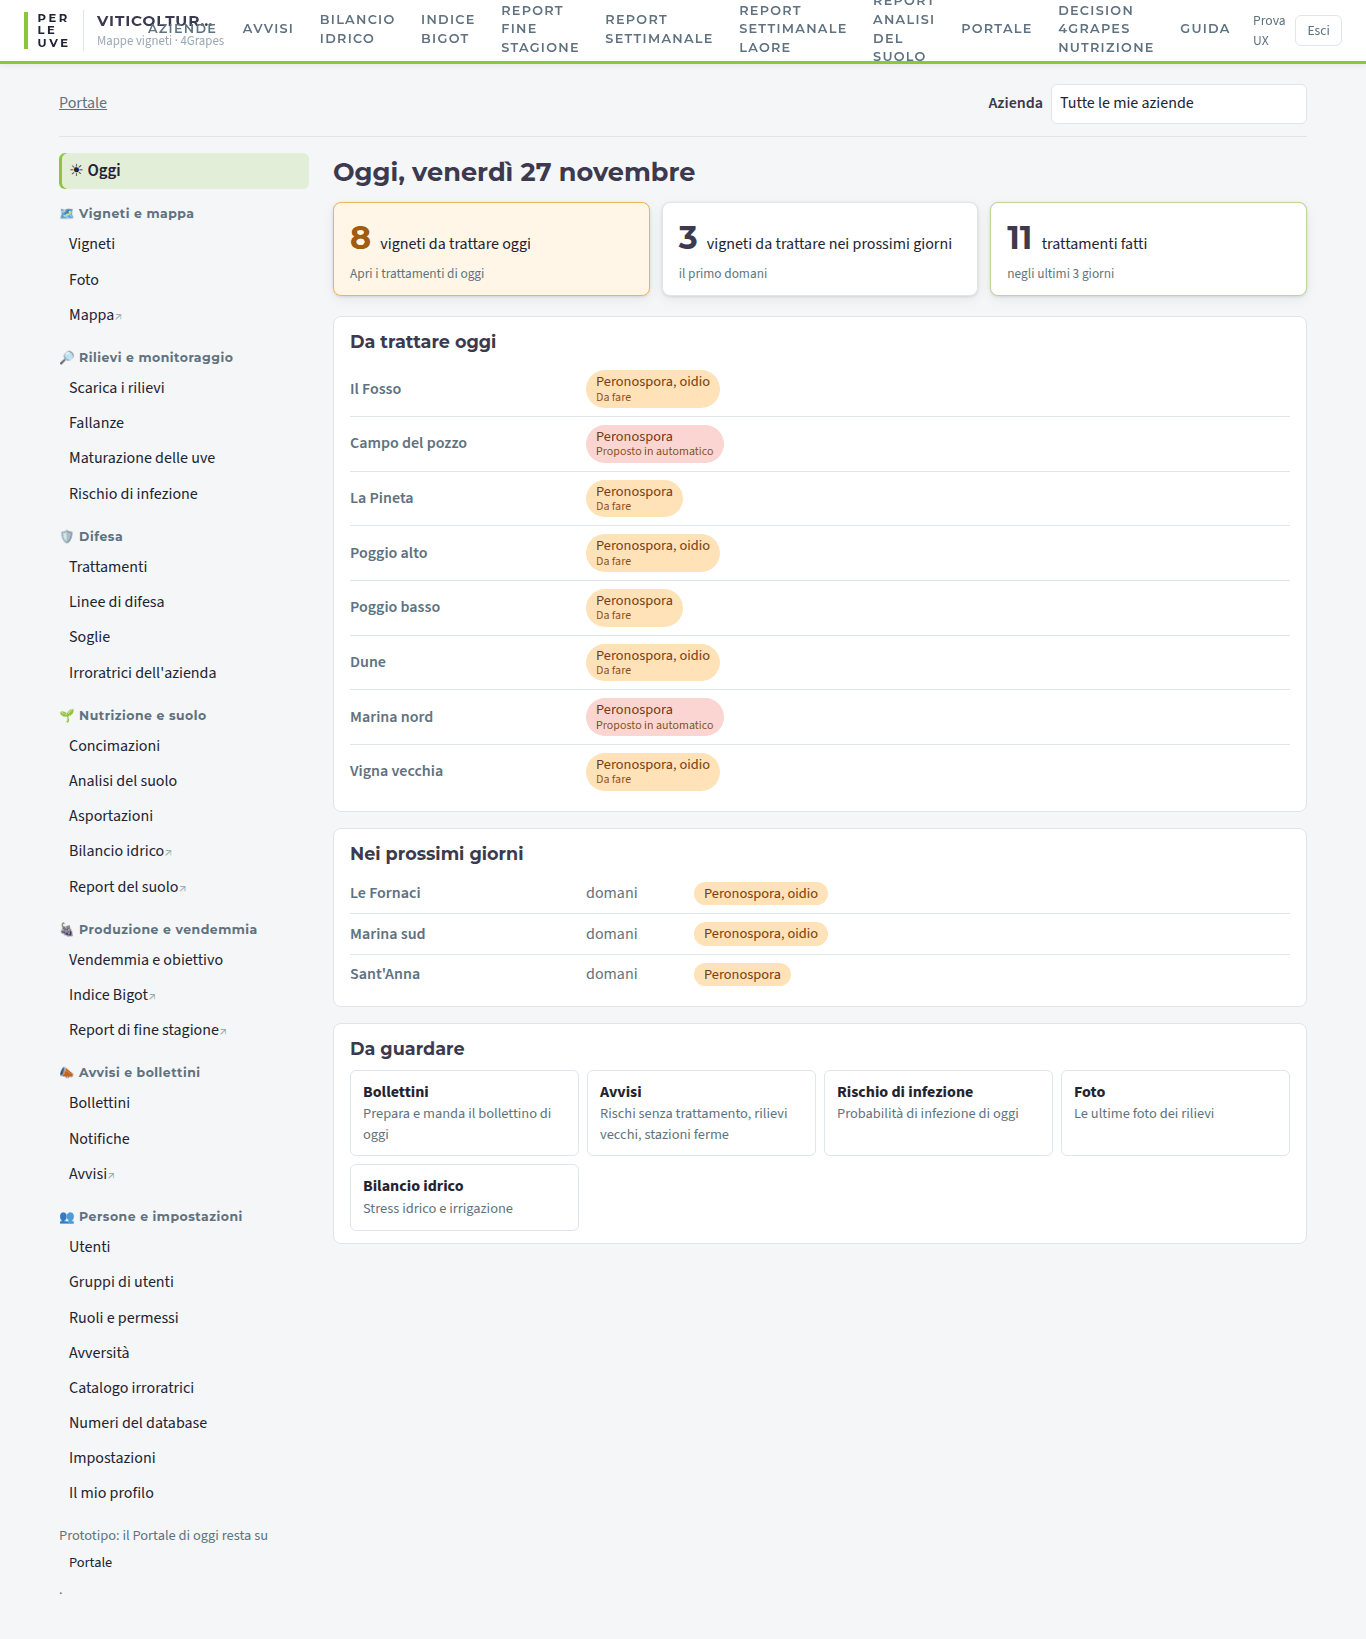 PER
LE
UVE
VITICOLTUR...
Mappe vigneti · 4Grapes
AZIENDE
AVVISI
BILANCIO
IDRICO
INDICE
BIGOT
REPORT
FINE
STAGIONE
REPORT
SETTIMANALE
REPORT
SETTIMANALE
LAORE
REPORT
ANALISI
DEL
SUOLO
PORTALE
DECISION
4GRAPES
NUTRIZIONE
GUIDA
Prova
UX
Esci
Portale
Azienda
Tutte le mie aziende
☀ Oggi
🗺️ Vigneti e mappa
Vigneti
Foto
Mappa↗
🔎 Rilievi e monitoraggio
Scarica i rilievi
Fallanze
Maturazione delle uve
Rischio di infezione
🛡️ Difesa
Trattamenti
Linee di difesa
Soglie
Irroratrici dell'azienda
🌱 Nutrizione e suolo
Concimazioni
Analisi del suolo
Asportazioni
Bilancio idrico↗
Report del suolo↗
🍇 Produzione e vendemmia
Vendemmia e obiettivo
Indice Bigot↗
Report di fine stagione↗
📣 Avvisi e bollettini
Bollettini
Notifiche
Avvisi↗
👥 Persone e impostazioni
Utenti
Gruppi di utenti
Ruoli e permessi
Avversità
Catalogo irroratrici
Numeri del database
Impostazioni
Il mio profilo
Prototipo: il Portale di oggi resta su
Portale
.
Oggi, venerdì 27 novembre
8 vigneti da trattare oggi
Apri i trattamenti di oggi
3 vigneti da trattare nei prossimi giorni
il primo domani
11 trattamenti fatti
negli ultimi 3 giorni
Da trattare oggi
Il Fosso
Peronospora, oidio
Da fare
Campo del pozzo
Peronospora
Proposto in automatico
La Pineta
Peronospora
Da fare
Poggio alto
Peronospora, oidio
Da fare
Poggio basso
Peronospora
Da fare
Dune
Peronospora, oidio
Da fare
Marina nord
Peronospora
Proposto in automatico
Vigna vecchia
Peronospora, oidio
Da fare
Nei prossimi giorni
Le Fornaci domani Peronospora, oidio
Marina sud domani Peronospora, oidio
Sant'Anna domani Peronospora
Da guardare
Bollettini
Prepara e manda il bollettino di
oggi
Avvisi
Rischi senza trattamento, rilievi
vecchi, stazioni ferme
Rischio di infezione
Probabilità di infezione di oggi
Foto
Le ultime foto dei rilievi
Bilancio idrico
Stress idrico e irrigazione